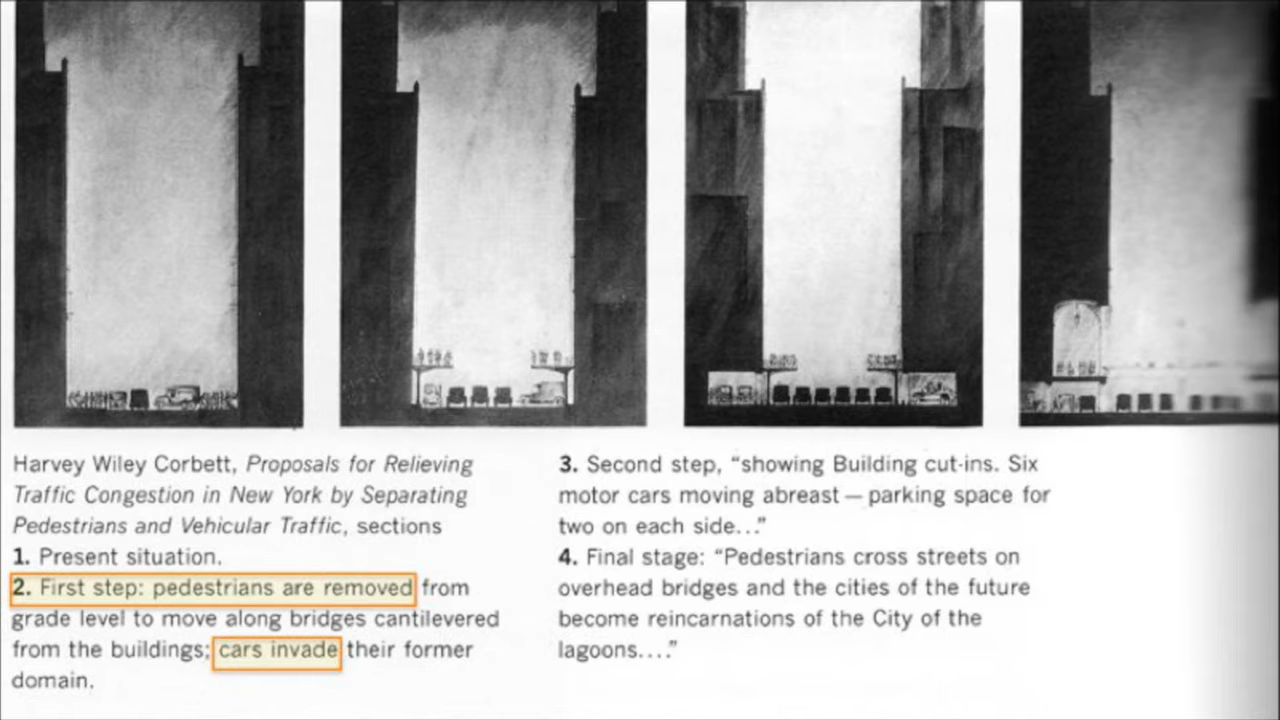 Harvey Wiley Corbett, Proposals for Relieving
Traffic Congestion in New York by Separating
Pedestrians and Vehicular Traffic, sections
1. Present situation.
2. First step: pedestrians are removed from
grade level to move along bridges cantilevered
from the buildings; cars invade their former
domain.
3. Second step, “showing Building cut-ins. Six
motor cars moving abreast — parking space for
two on each side...”
4. Final stage: “Pedestrians cross streets on
overhead bridges and the cities of the future
become reincarnations of the City of the
lagoons....”